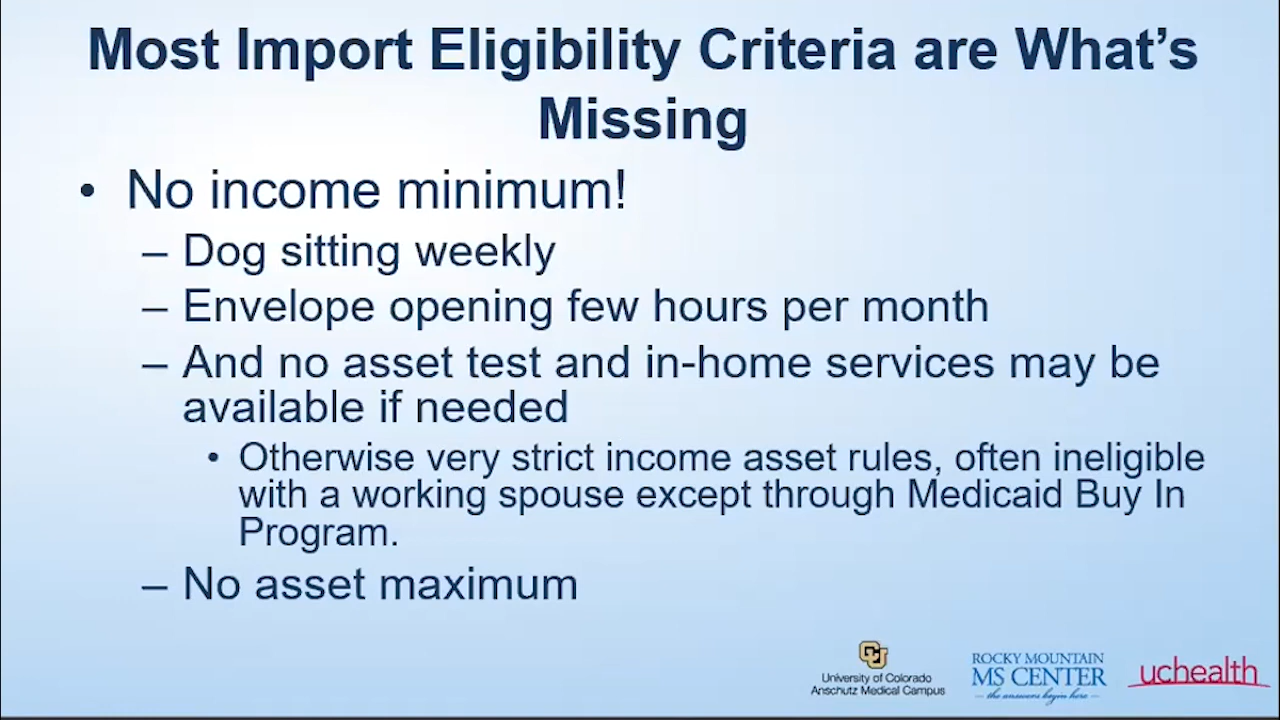 Most Import Eligibility Criteria are What's
Missing
• No income minimum!
– Dog sitting weekly
– Envelope opening few hours per month
– And no asset test and in-home services may be
available if needed
• Otherwise very strict income asset rules, often ineligible
with a working spouse except through Medicaid Buy In
Program.
– No asset maximum
CU
University of Colorado
Anschutz Medical Campus
ROCKY MOUNTAIN
MS CENTER
the answers begin here
uchealth